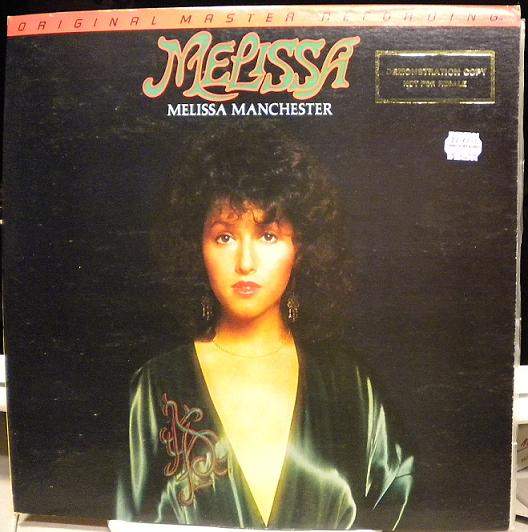 ORIGINAL MASTER RECORDING
MELISSA
MELISSA MANCHESTER
DEMONSTRATION COPY
NOT FOR RESALE